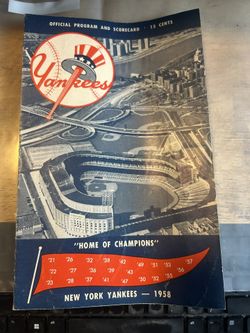 OFFICIAL PROGRAM AND SCORECARD · 15 CENTS
Yankees
"HOME OF CHAMPIONS"
'21 '26 '32 '38 '42 '49 '52 '57
'22 '27 '36 '39 '43 '50 '53 '56
'23 '28 '37 '41 '47 '51 '55
NEW YORK YANKEES — 1958